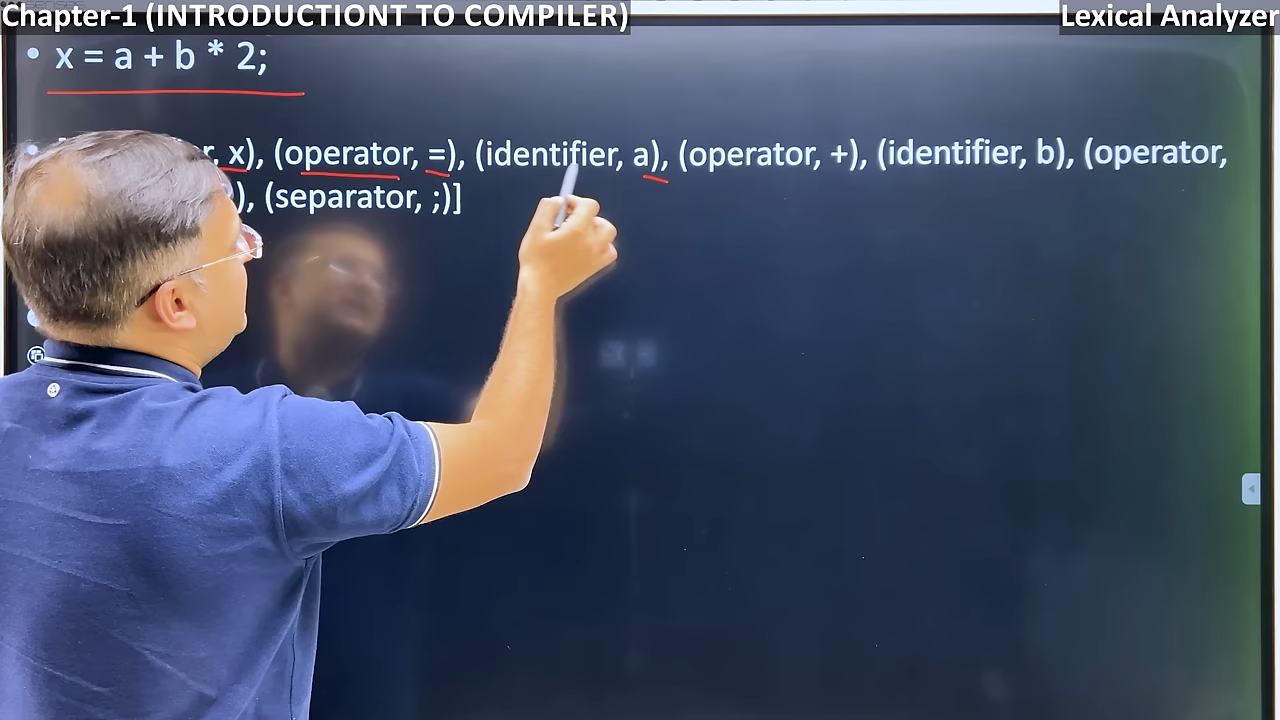 Chapter-1 (INTRODUCTIONT TO COMPILER)
Lexical Analyzer
• x = a + b * 2;
x), (operator, =), (identifier, a), (operator, +), (identifier, b), (operator,
), (separator, ;)]